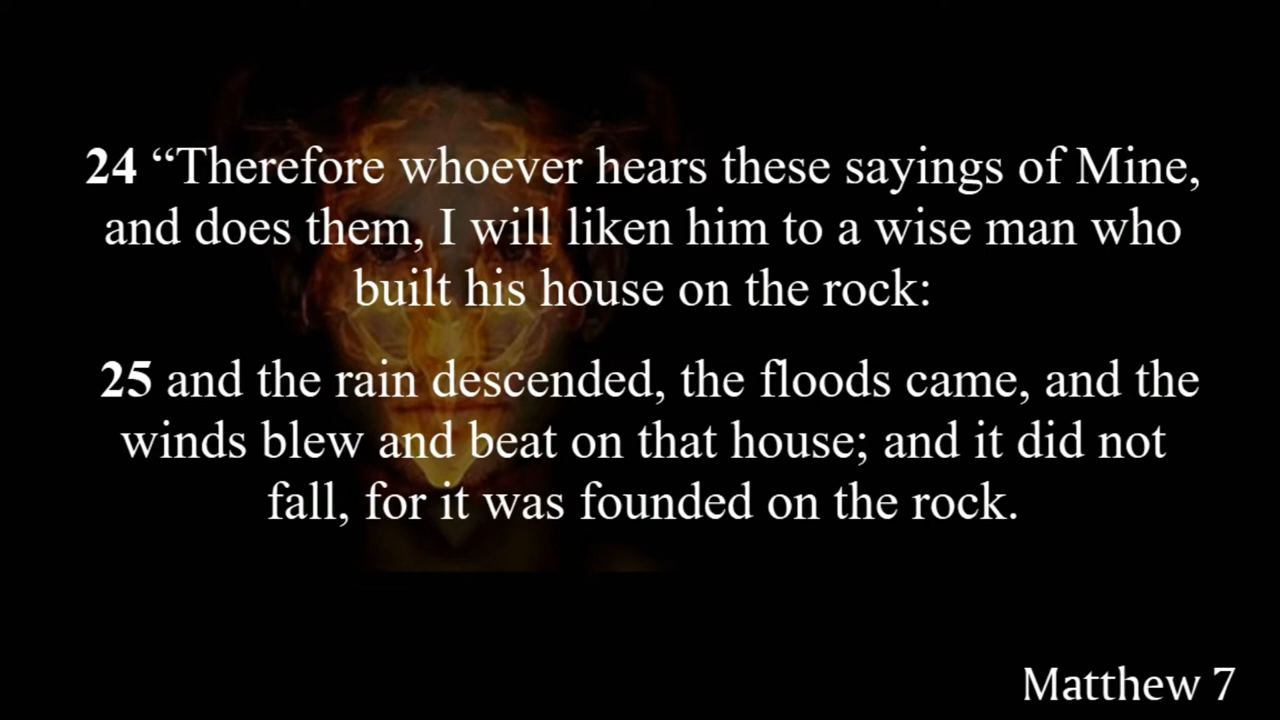 24 “Therefore whoever hears these sayings of Mine,
and does them, I will liken him to a wise man who
built his house on the rock:
25 and the rain descended, the floods came, and the
winds blew and beat on that house; and it did not
fall, for it was founded on the rock.
Matthew 7